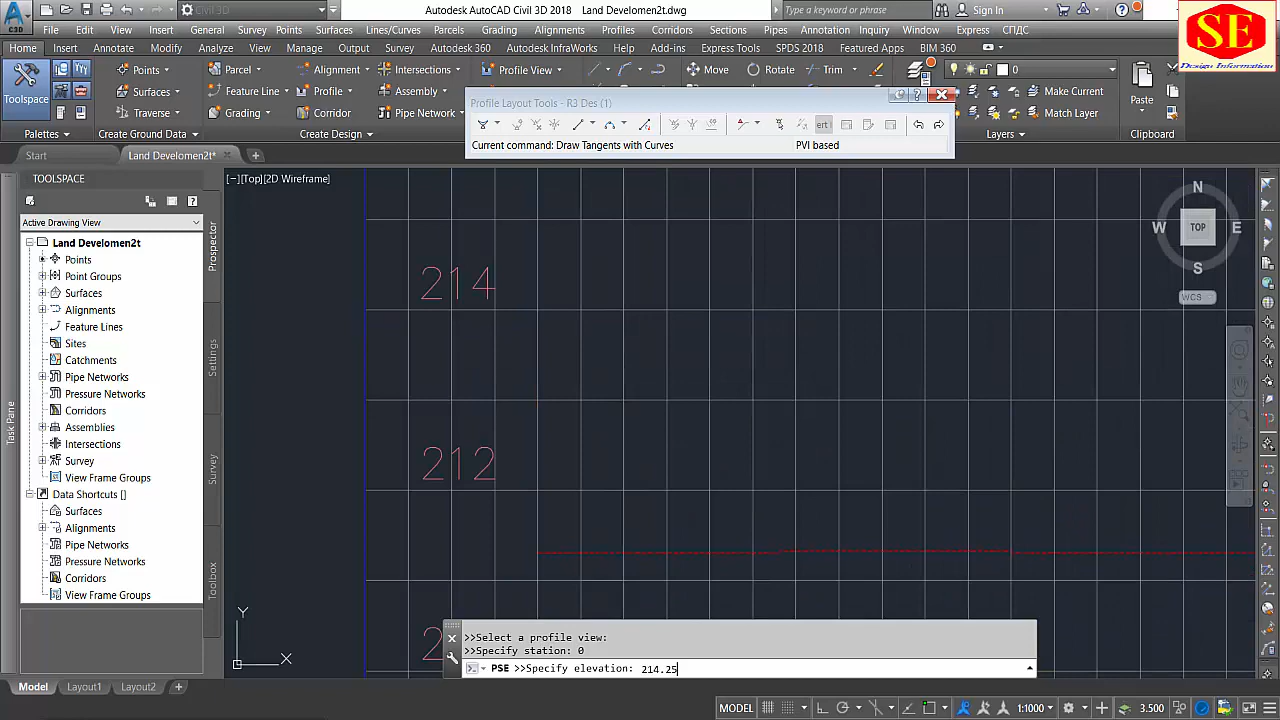 Civil 3D
Autodesk AutoCAD Civil 3D 2018 Land Developmen2t.dwg
Type a keyword or phrase
Sign In
File Edit View Insert General Survey Points Surfaces Lines/Curves Parcels Grading Alignments Profiles Corridors Sections Pipes Annotation Inquiry Window Express СПДС
Home Insert Annotate Modify Analyze View Manage Output Survey Autodesk 360 Autodesk InfraWorks Help Add-ins Express Tools SPDS 2018 Featured Apps BIM 360
SE
Design Information
Toolspace
Points
Surfaces
Traverse
Parcel
Feature Line
Grading
Alignment
Profile
Corridor
Intersections
Assembly
Pipe Network
Profile View
Move
Rotate
Trim
0
Make Current
Match Layer
Paste
Palettes
Create Ground Data
Create Design
Layers
Clipboard
Profile Layout Tools - R3 Des (1)
ert
Current command: Draw Tangents with Curves
PVI based
Start
Land Developmen2t*
TOOLSPACE
Active Drawing View
Land Developmen2t
Points
Point Groups
Surfaces
Alignments
Feature Lines
Sites
Catchments
Pipe Networks
Pressure Networks
Corridors
Assemblies
Intersections
Survey
View Frame Groups
Data Shortcuts []
Surfaces
Alignments
Pipe Networks
Pressure Networks
Corridors
View Frame Groups
Prospector
Settings
Survey
Toolbox
Task Pane
[−][Top][2D Wireframe]
N
W TOP E
S
WCS
214
212
2
Y
X
>>Select a profile view:
>>Specify station: 0
PSE >>Specify elevation: 214.25
Model Layout1 Layout2
MODEL
1:1000
3.500